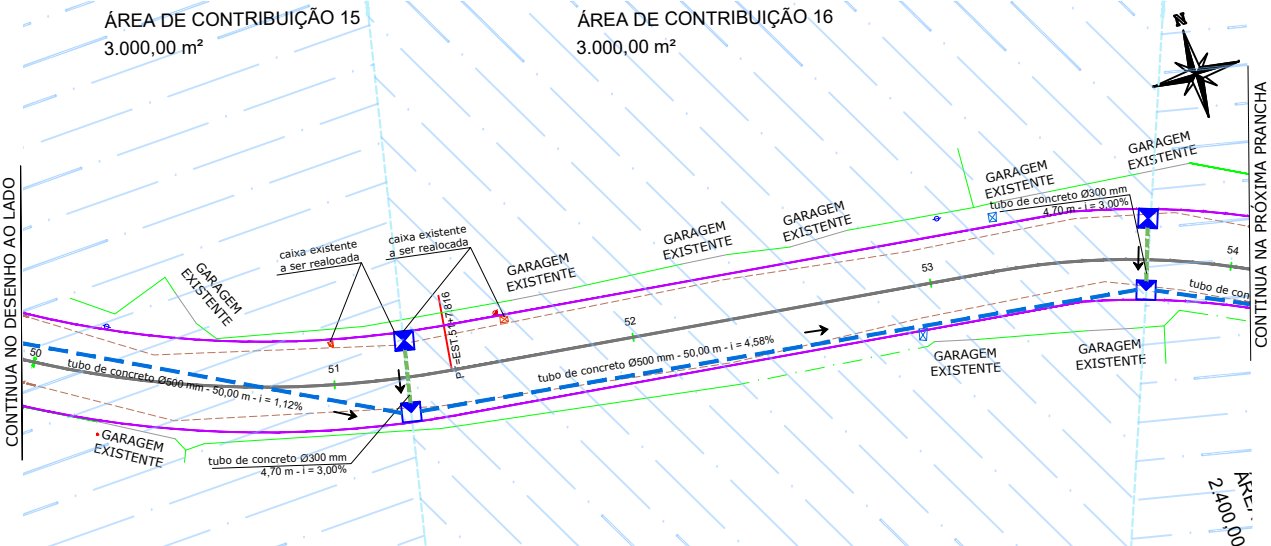 ÁREA DE CONTRIBUIÇÃO 15
3.000,00 m²
ÁREA DE CONTRIBUIÇÃO 16
3.000,00 m²
N
CONTINUA NO DESENHO AO LADO
CONTINUA NA PRÓXIMA PRANCHA
GARAGEM
EXISTENTE
caixa existente
a ser realocada
caixa existente
a ser realocada
GARAGEM
EXISTENTE
GARAGEM
EXISTENTE
GARAGEM
EXISTENTE
GARAGEM
EXISTENTE
GARAGEM
EXISTENTE
tubo de concreto Ø300 mm
4,70 m - i = 3,00%
50
51
52
53
54
tubo de concreto Ø500 mm - 50,00 m - i = 1,12%
tubo de concreto Ø500 mm - 50,00 m - i = 4,58%
tubo de con
GARAGEM
EXISTENTE
tubo de concreto Ø300 mm
4,70 m - i = 3,00%
GARAGEM
EXISTENTE
GARAGEM
EXISTENTE
2.400,00